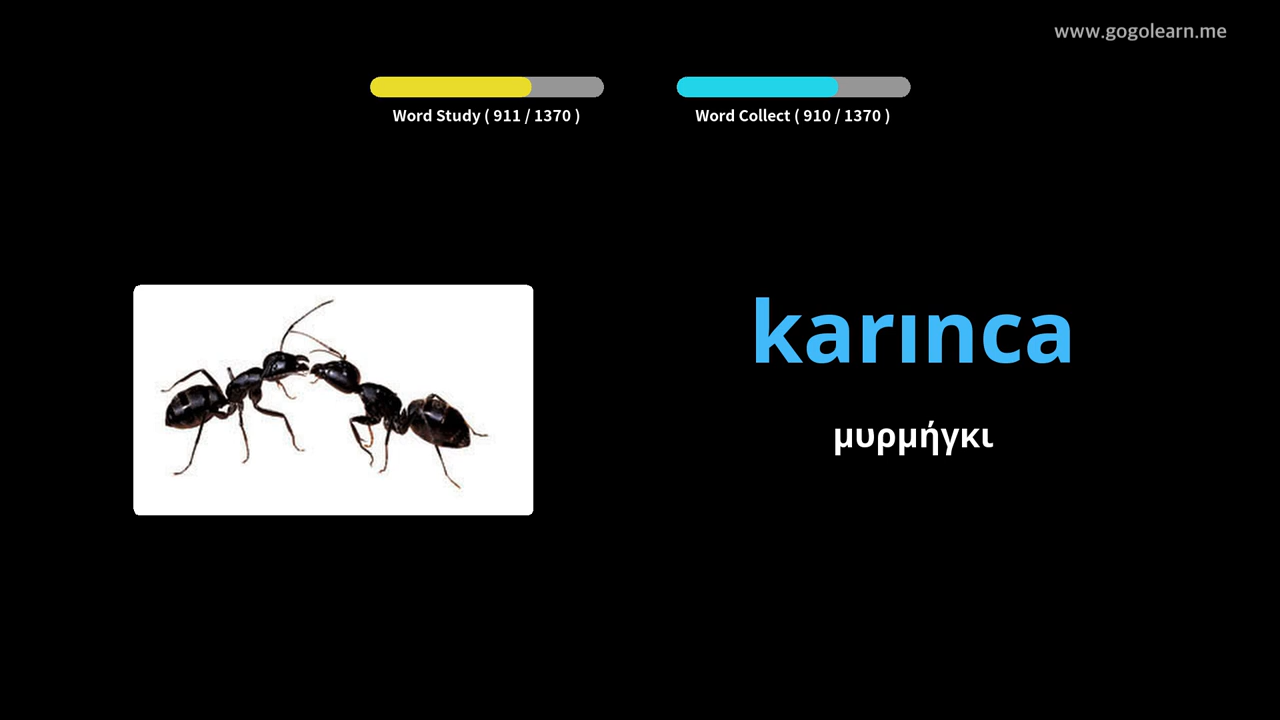 www.gogolearn.me
Word Study ( 911 / 1370 )
Word Collect ( 910 / 1370 )
karınca
μυρμήγκι